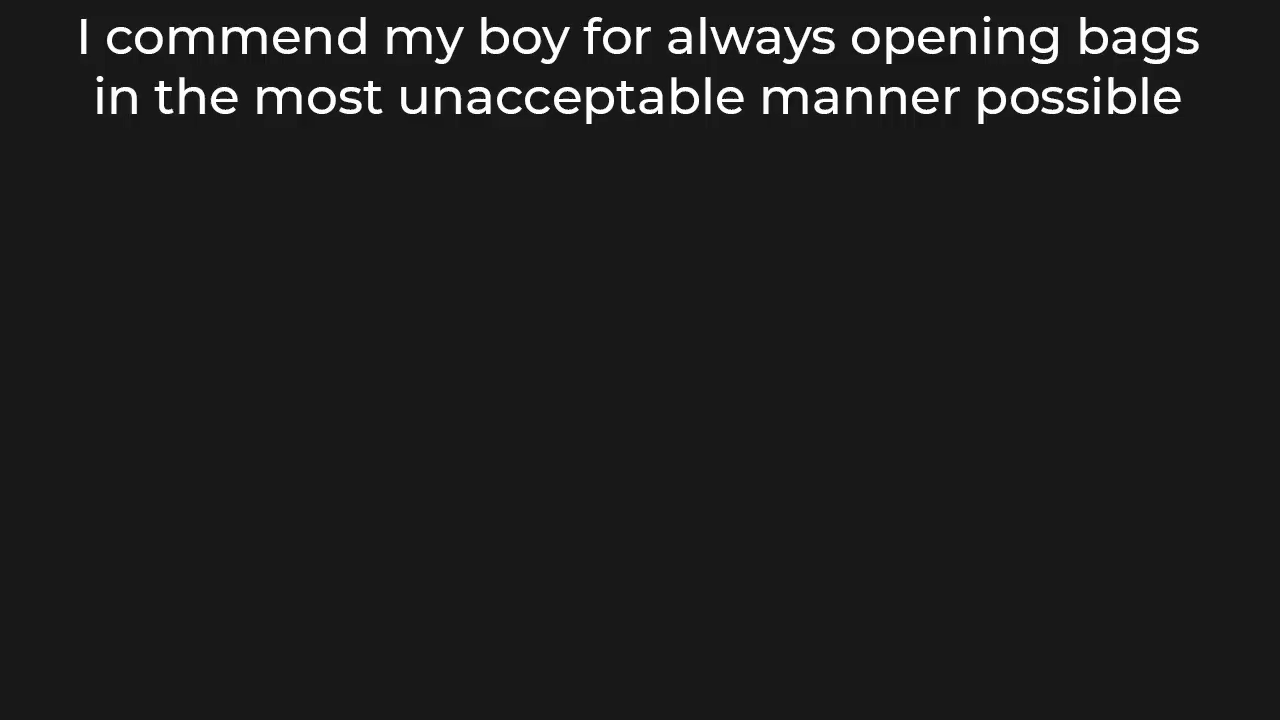 I commend my boy for always opening bags
in the most unacceptable manner possible